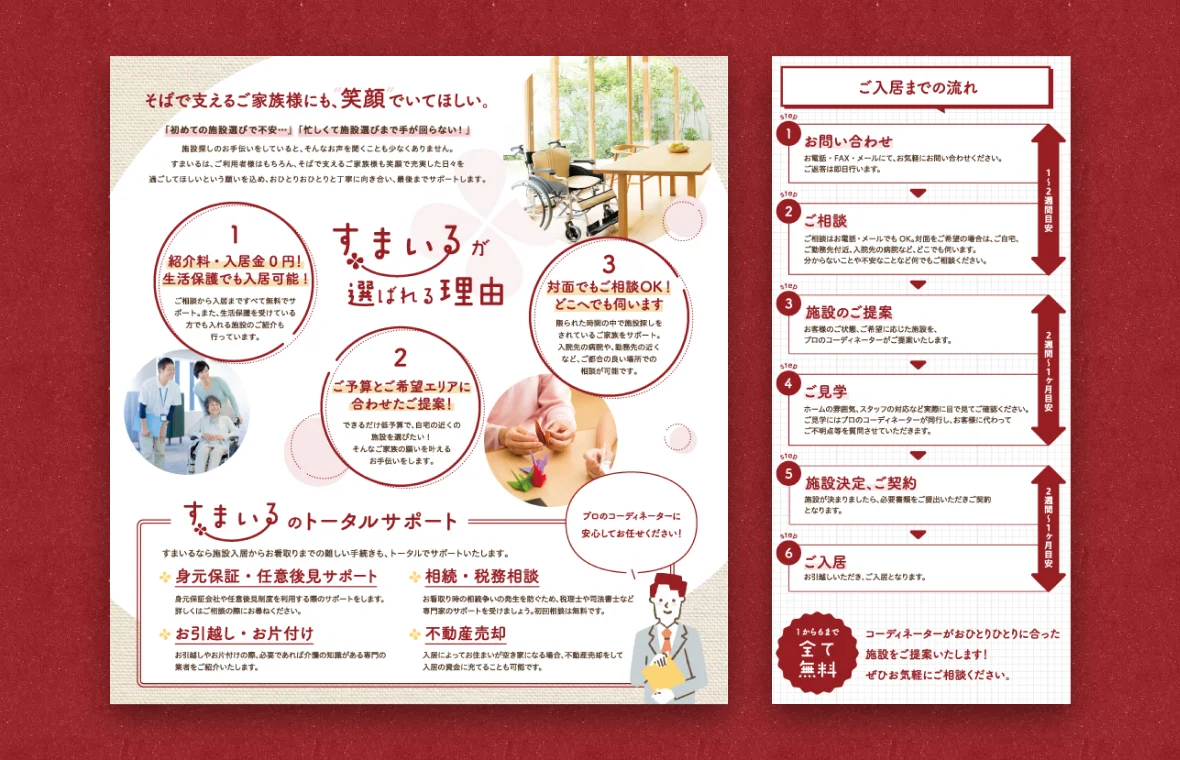 そばで支えるご家族様にも、"笑顔"でいてほしい。
「初めての施設選びで不安…」「忙しくて施設選びまで手が回らない！」
施設探しのお手伝いをしていると、そんなお声を聞くことも少なくありません。
すまいるは、ご利用者様はもちろん、そばで支えるご家族様も笑顔で充実した日々を
過ごしてほしいという願いを込め、おひとりおひとりと丁寧に向き合い、最後までサポートします。
すまいるが
選ばれる理由
1
紹介料・入居金０円！
生活保護でも入居可能！
ご相談から入居まですべて無料でサ
ポート。また、生活保護を受けている
方でも入れる施設のご紹介も
行っています。
2
ご予算とご希望エリアに
合わせたご提案！
できるだけ低予算で、自宅の近くの
施設を選びたい！
そんなご家族の願いを叶える
お手伝いをします。
3
対面でもご相談OK！
どこへでも伺います
限られた時間の中で施設探しを
されているご家族をサポート。
入院先の病院や、勤務先の近く
など、ご都合の良い場所での
相談が可能です。
すまいるのトータルサポート
すまいるなら施設入居からお看取りまでの難しい手続きも、トータルでサポートいたします。
身元保証・任意後見サポート
身元保証会社や任意後見制度を利用する際のサポートをします。
詳しくはご相談の際にお尋ねください。
相続・税務相談
お看取り時の相続争いの発生を防ぐため、税理士や司法書士など
専門家のサポートを受けましょう。初回相談は無料です。
お引越し・お片付け
お引越しやお片付けの際、必要であれば介護の知識がある専門の
業者をご紹介いたします。
不動産売却
入居によってお住まいが空き家になる場合、不動産売却をして
入居の資金に充てることも可能です。
プロのコーディネーターに
安心してお任せください！
ご入居までの流れ
step
1
お問い合わせ
お電話・FAX・メールにて、お気軽にお問い合わせください。
ご返答は即日行います。
step
2
ご相談
ご相談はお電話・メールでもOK。対面をご希望の場合は、ご自宅、
ご勤務先付近、入院先の病院など、どこでも伺います。
分からないことや不安なことなど何でもご相談ください。
1〜2週間目安
step
3
施設のご提案
お客様のご状態、ご希望に応じた施設を、
プロのコーディネーターがご提案いたします。
step
4
ご見学
ホームの雰囲気、スタッフの対応など実際に目で見てご確認ください。
ご見学にはプロのコーディネーターが同行し、お客様に代わって
ご不明点等を質問させていただきます。
2週間〜1ヶ月目安
step
5
施設決定、ご契約
施設が決まりましたら、必要書類をご提出いただきご契約
となります。
step
6
ご入居
お引越しいただき、ご入居となります。
2週間〜1ヶ月目安
1から6まで
全て
無料
コーディネーターがおひとりひとりに合った
施設をご提案いたします！
ぜひお気軽にご相談ください。